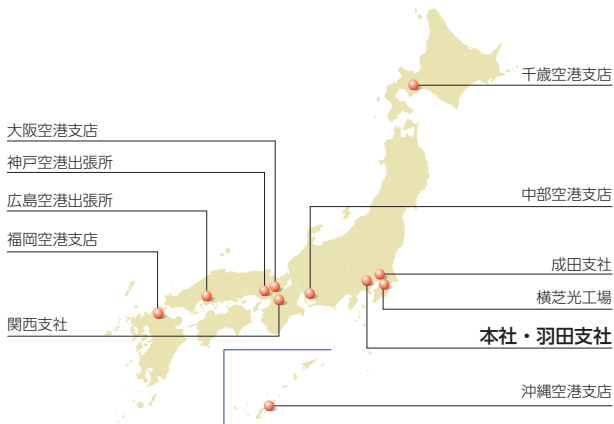 千歳空港支店
大阪空港支店
神戸空港出張所
広島空港出張所
中部空港支店
福岡空港支店
成田支社
横芝光工場
関西支社
本社・羽田支社
沖縄空港支店